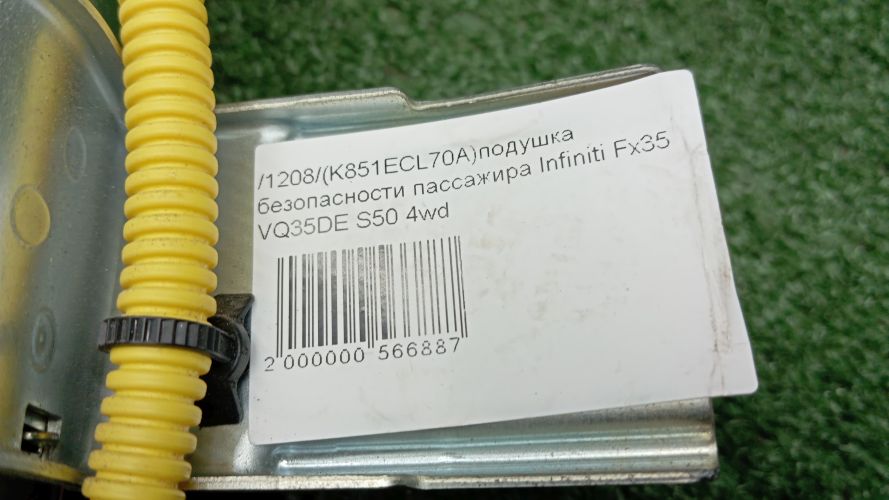 /1208/(K851ECL70A)подушка
безопасности пассажира Infiniti Fx35
VQ35DE S50 4wd
2 000000 566887